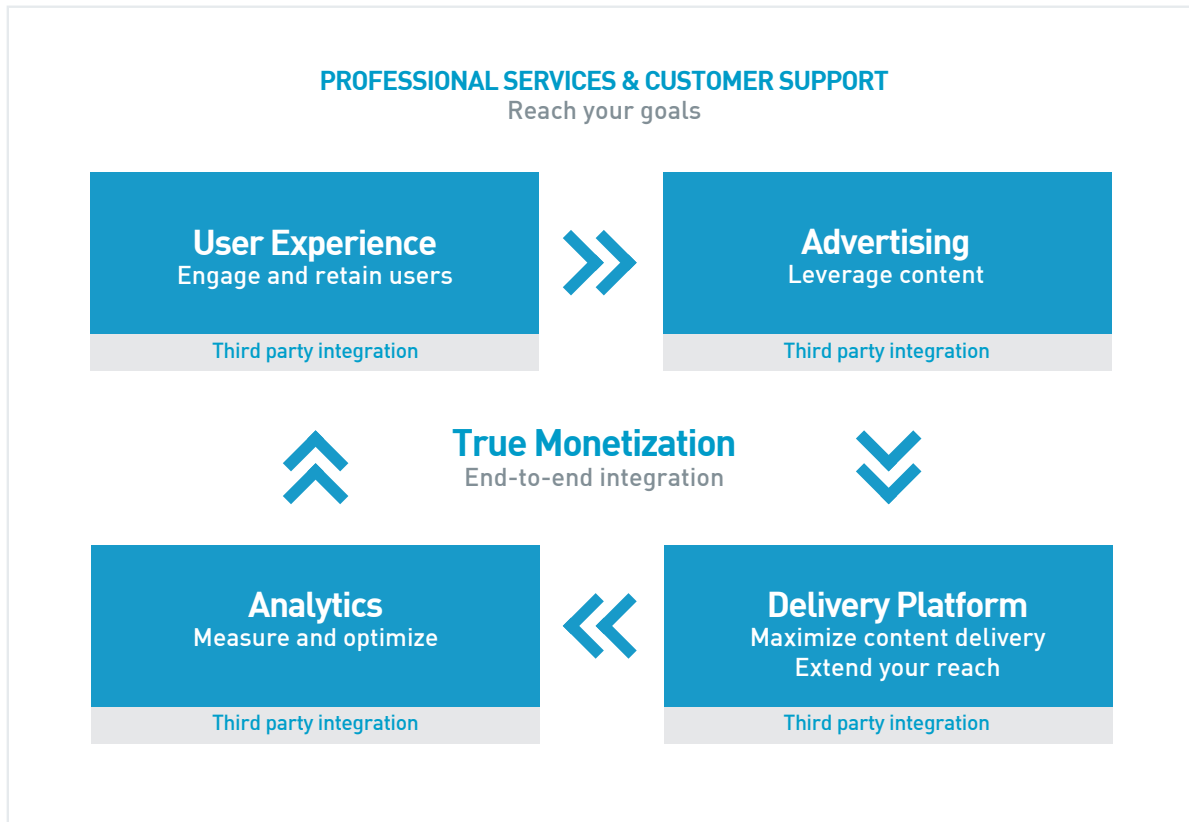 PROFESSIONAL SERVICES & CUSTOMER SUPPORT
Reach your goals
User Experience
Engage and retain users
Third party integration
Advertising
Leverage content
Third party integration
True Monetization
End-to-end integration
Analytics
Measure and optimize
Third party integration
Delivery Platform
Maximize content delivery
Extend your reach
Third party integration